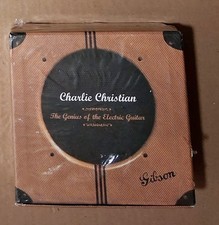 Charlie Christian
The Genius of the Electric Guitar
Gibson